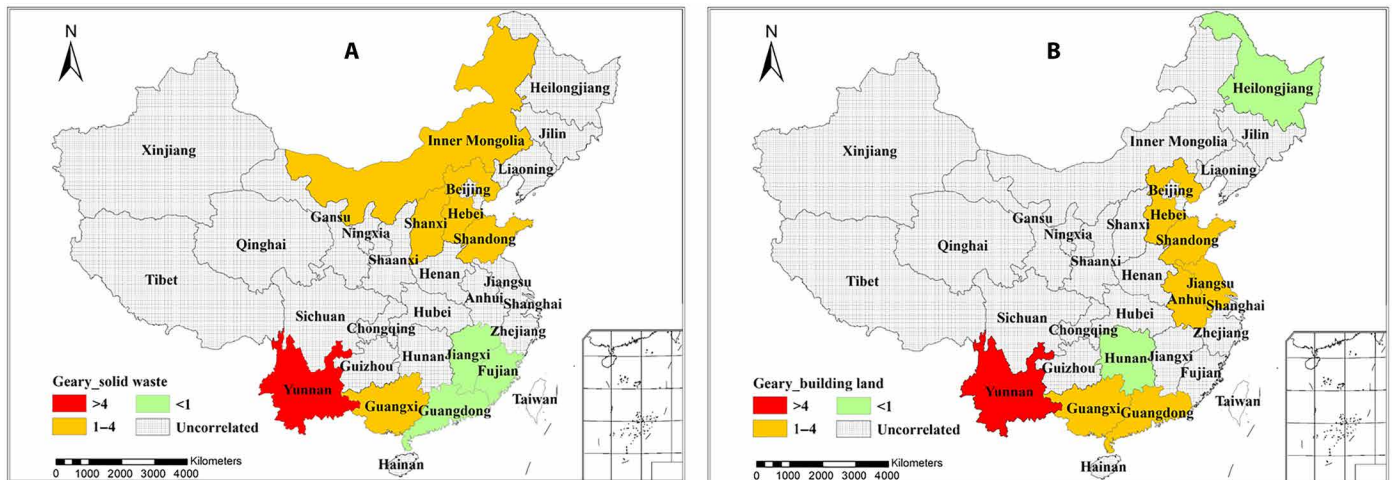 N
A
Heilongjiang
Jilin
Inner Mongolia
Xinjiang
Liaoning
Beijing
Gansu
Hebei
Shanxi
Ningxia
Shandong
Qinghai
Shaanxi
Henan
Tibet
Jiangsu
Anhui
Shanghai
Sichuan
Hubei
Chongqing
Zhejiang
Hunan
Jiangxi
Guizhou
Fujian
Geary_solid waste
Yunnan
>4
<1
Guangxi
Guangdong
Taiwan
1–4
Uncorrelated
Kilometers
Hainan
0 1000 2000 3000 4000
N
B
Heilongjiang
Jilin
Inner Mongolia
Xinjiang
Liaoning
Beijing
Gansu
Hebei
Shanxi
Ningxia
Shandong
Qinghai
Shaanxi
Henan
Tibet
Jiangsu
Anhui
Shanghai
Sichuan
Hubei
Chongqing
Zhejiang
Hunan
Jiangxi
Guizhou
Fujian
Geary_building land
Yunnan
>4
<1
Guangxi
Guangdong
Taiwan
1–4
Uncorrelated
Kilometers
Hainan
0 1000 2000 3000 4000